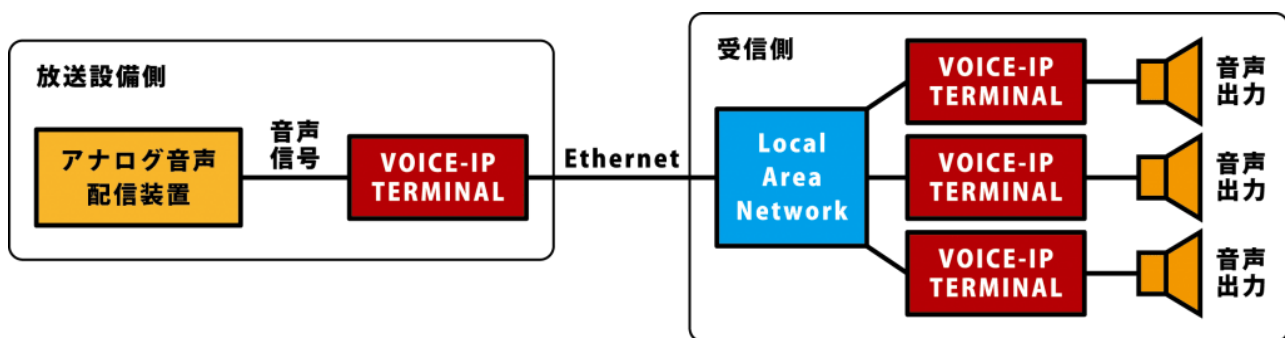 放送設備側
アナログ音声
配信装置
音声
信号
VOICE-IP
TERMINAL
Ethernet
受信側
Local
Area
Network
VOICE-IP
TERMINAL
音声
出力
VOICE-IP
TERMINAL
音声
出力
VOICE-IP
TERMINAL
音声
出力